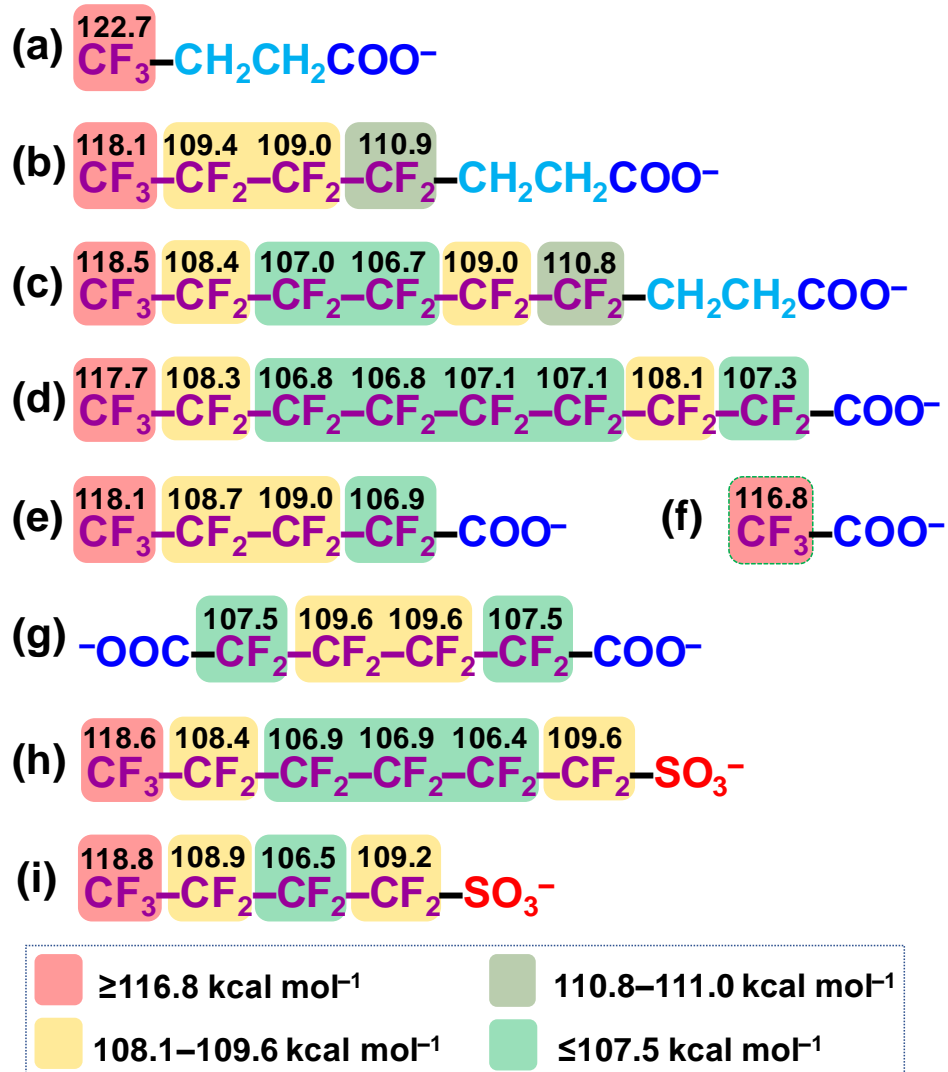 122.7
(a) CF₃–CH₂CH₂COO⁻
118.1 109.4 109.0 110.9
(b) CF₃–CF₂–CF₂–CF₂–CH₂CH₂COO⁻
118.5 108.4 107.0 106.7 109.0 110.8
(c) CF₃–CF₂–CF₂–CF₂–CF₂–CF₂–CH₂CH₂COO⁻
117.7 108.3 106.8 106.8 107.1 107.1 108.1 107.3
(d) CF₃–CF₂–CF₂–CF₂–CF₂–CF₂–CF₂–CF₂–COO⁻
118.1 108.7 109.0 106.9
(e) CF₃–CF₂–CF₂–CF₂–COO⁻
116.8
(f) CF₃–COO⁻
107.5 109.6 109.6 107.5
(g) ⁻OOC–CF₂–CF₂–CF₂–CF₂–COO⁻
118.6 108.4 106.9 106.9 106.4 109.6
(h) CF₃–CF₂–CF₂–CF₂–CF₂–CF₂–SO₃⁻
118.8 108.9 106.5 109.2
(i) CF₃–CF₂–CF₂–CF₂–SO₃⁻
≥116.8 kcal mol⁻¹
110.8–111.0 kcal mol⁻¹
108.1–109.6 kcal mol⁻¹
≤107.5 kcal mol⁻¹